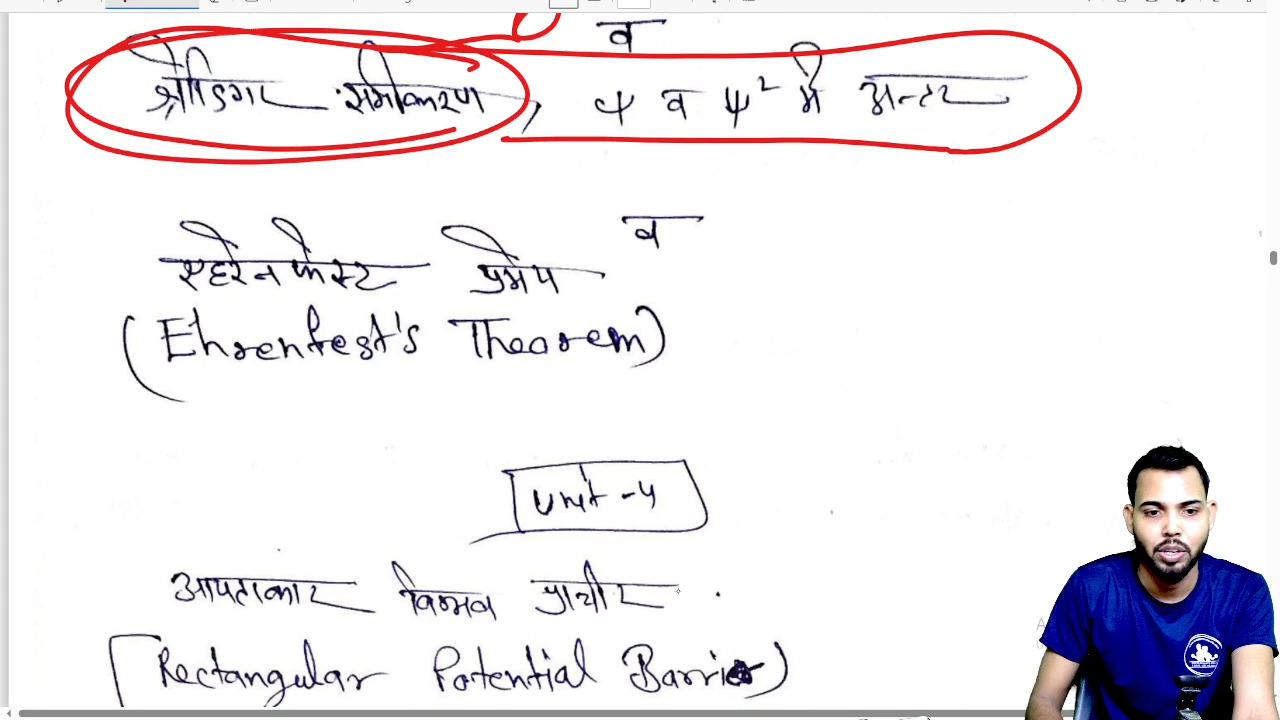 व
श्रोडिंगर समीकरण, ψ व ψ² में अन्तर
व
एहरेनफेस्ट प्रमेय
(Ehrenfest's Theorem)
Unit-4
आयताकार विभव प्राचीर
[Rectangular Potential Barrier)